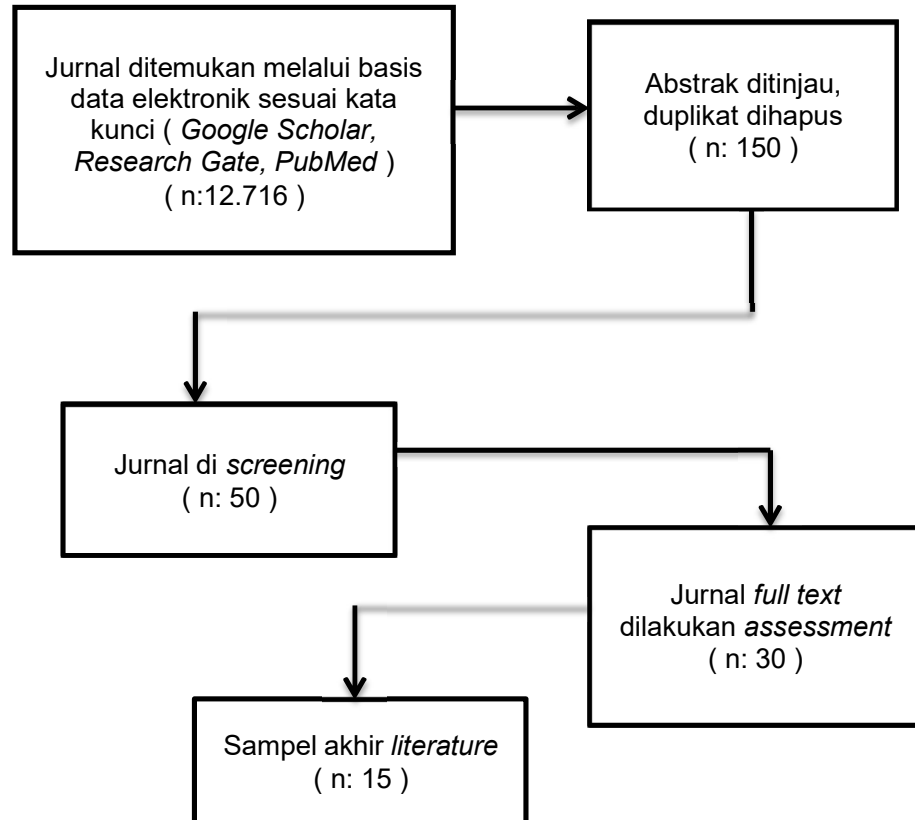 Jurnal ditemukan melalui basis
data elektronik sesuai kata
kunci ( Google Scholar,
Research Gate, PubMed )
( n:12.716 )
Abstrak ditinjau,
duplikat dihapus
( n: 150 )
Jurnal di screening
( n: 50 )
Jurnal full text
dilakukan assessment
( n: 30 )
Sampel akhir literature
( n: 15 )